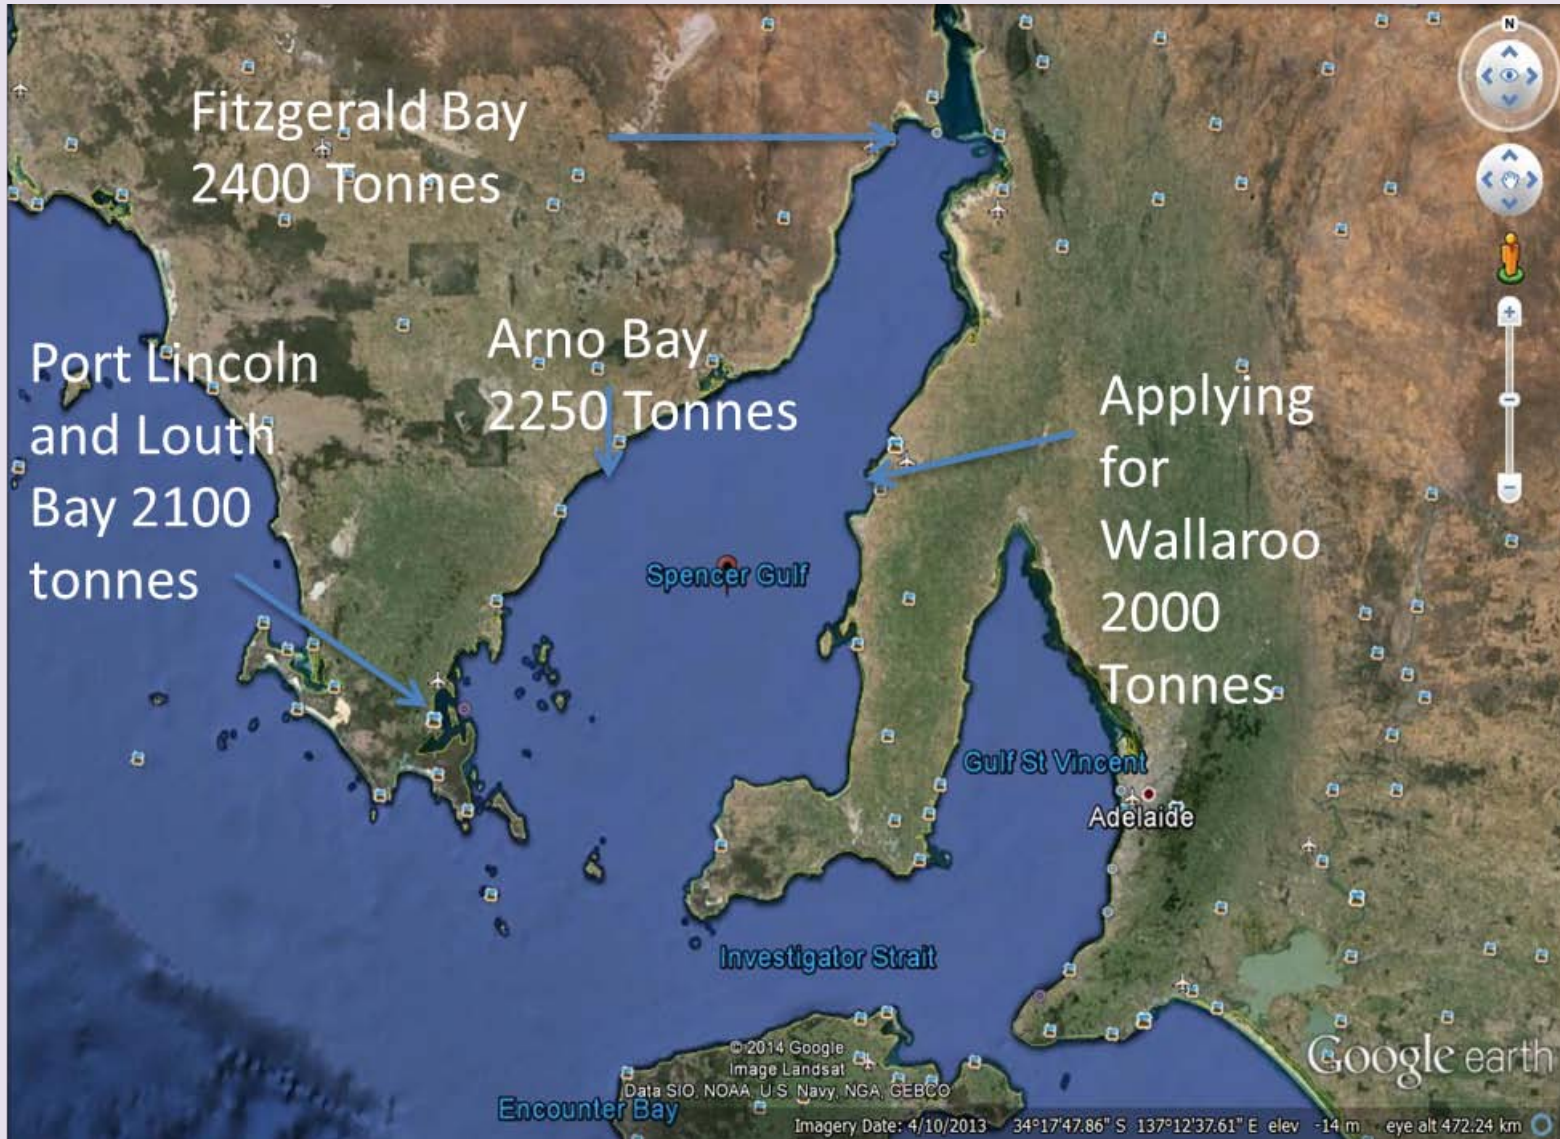 N
Fitzgerald Bay
2400 Tonnes
Arno Bay
2250 Tonnes
Port Lincoln
and Louth
Bay 2100
tonnes
Applying
for
Wallaroo
2000
Tonnes
Spencer Gulf
Gulf St Vincent
Adelaide
Investigator Strait
© 2014 Google
Image Landsat
Data SIO, NOAA, U.S. Navy, NGA, GEBCO
Encounter Bay
Google earth
Imagery Date: 4/10/2013 34°17'47.86" S 137°12'37.61" E elev -14 m eye alt 472.24 km